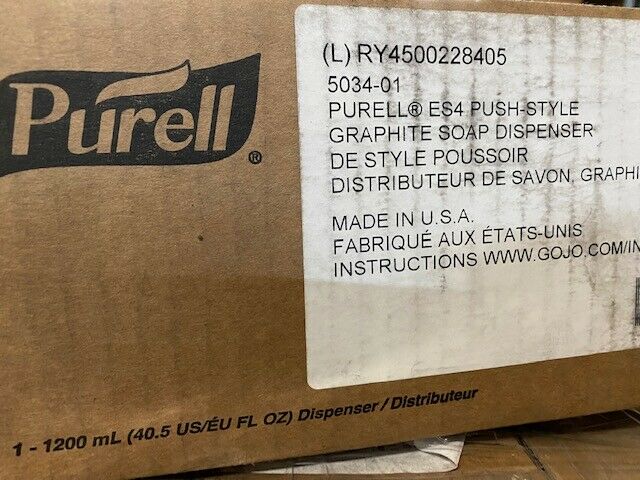 Purell®
(L) RY4500228405
5034-01
PURELL® ES4 PUSH-STYLE
GRAPHITE SOAP DISPENSER
DE STYLE POUSSOIR
DISTRIBUTEUR DE SAVON, GRAPHI
MADE IN U.S.A.
FABRIQUÉ AUX ÉTATS-UNIS
INSTRUCTIONS WWW.GOJO.COM/IN
1 - 1200 mL (40.5 US/ÉU FL OZ) Dispenser / Distributeur